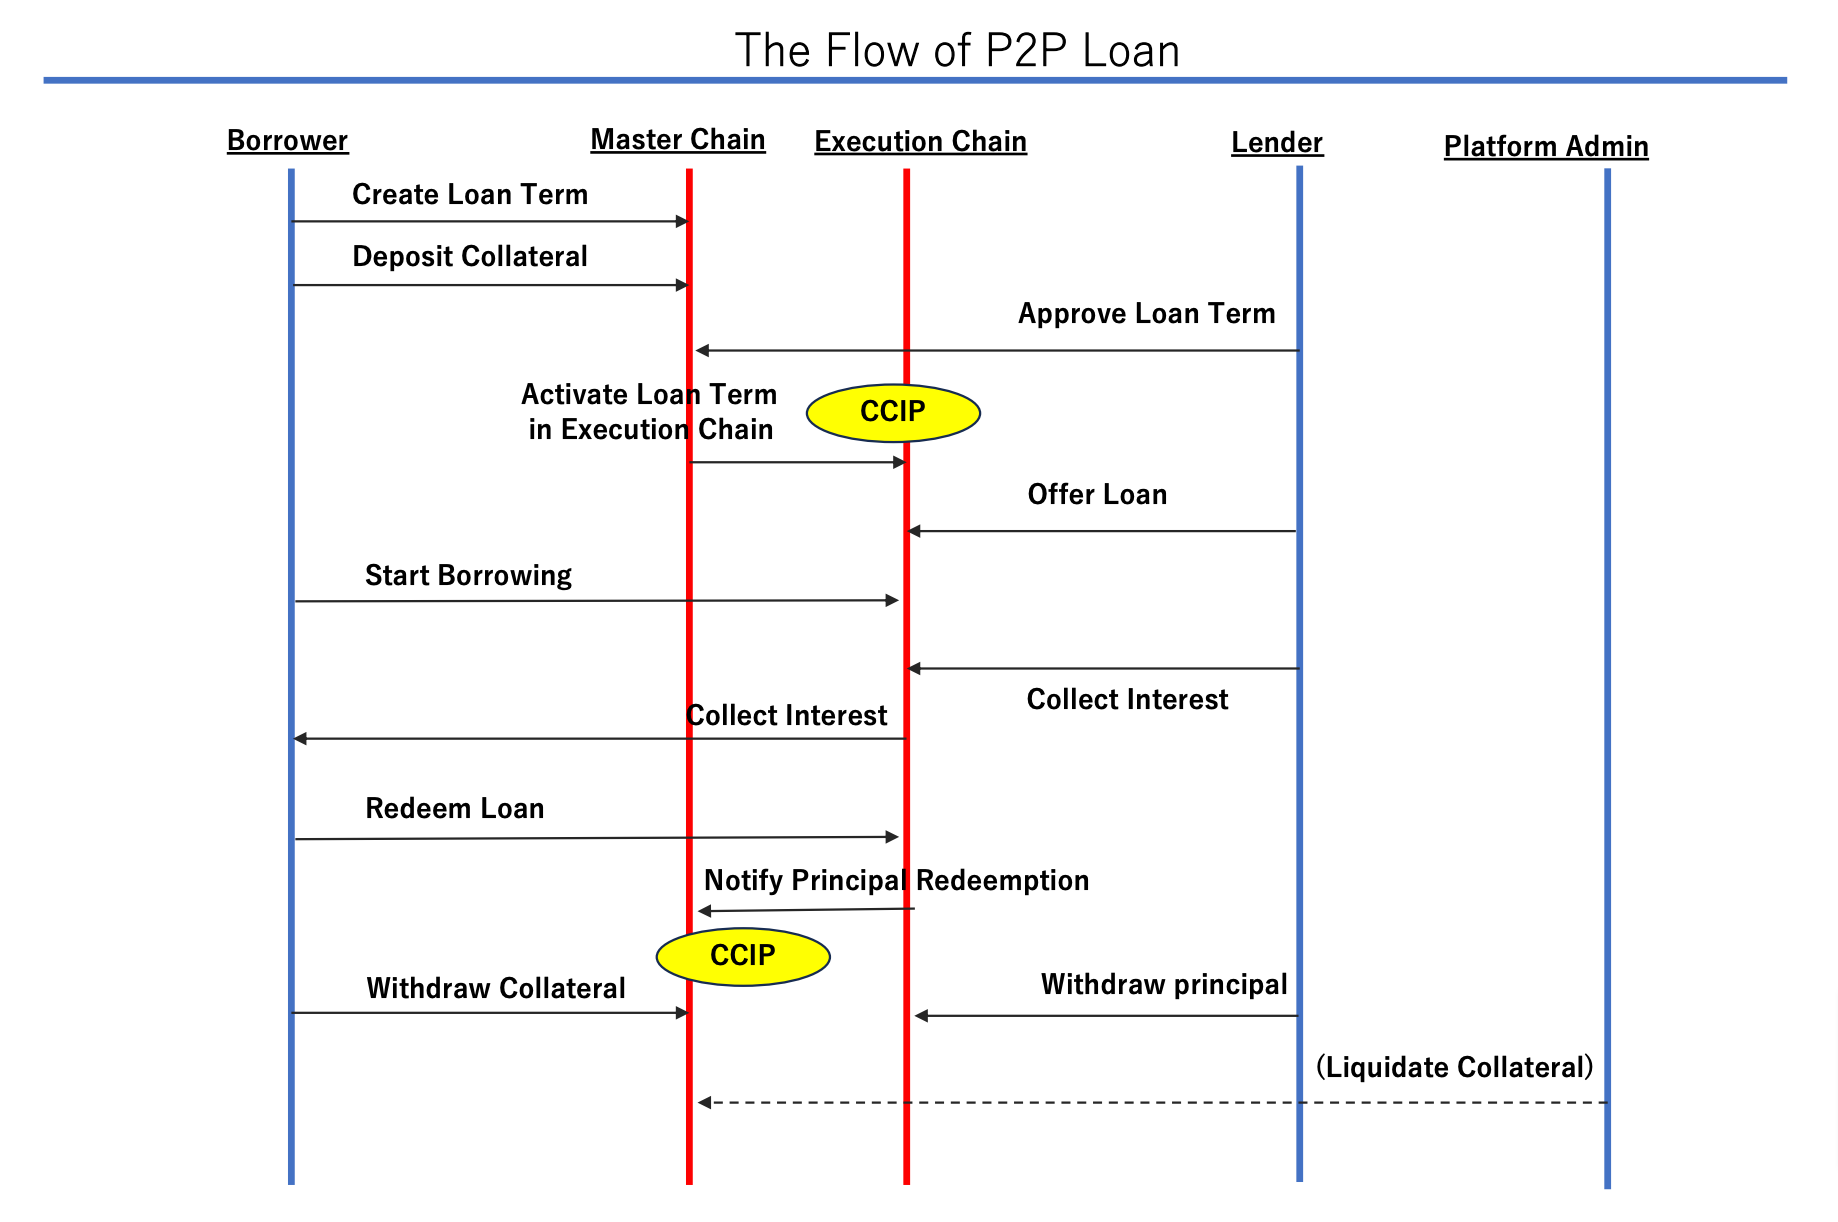 The Flow of P2P Loan
Borrower
Master Chain
Execution Chain
Lender
Platform Admin
Create Loan Term
Deposit Collateral
Approve Loan Term
Activate Loan Term
in Execution Chain
CCIP
Offer Loan
Start Borrowing
Collect Interest
Collect Interest
Redeem Loan
Notify Principal Redeemption
CCIP
Withdraw Collateral
Withdraw principal
(Liquidate Collateral)